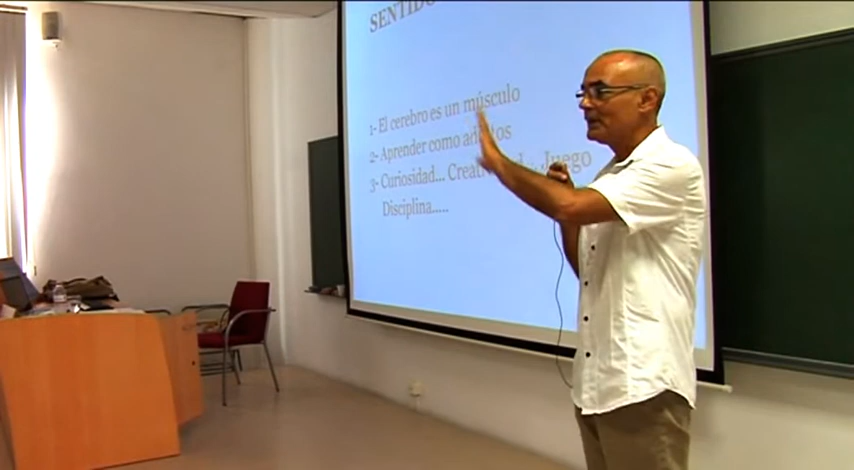 1- El cerebro es un músculo
2- Aprender como
3- Curiosidad... Juego
Disciplina.....